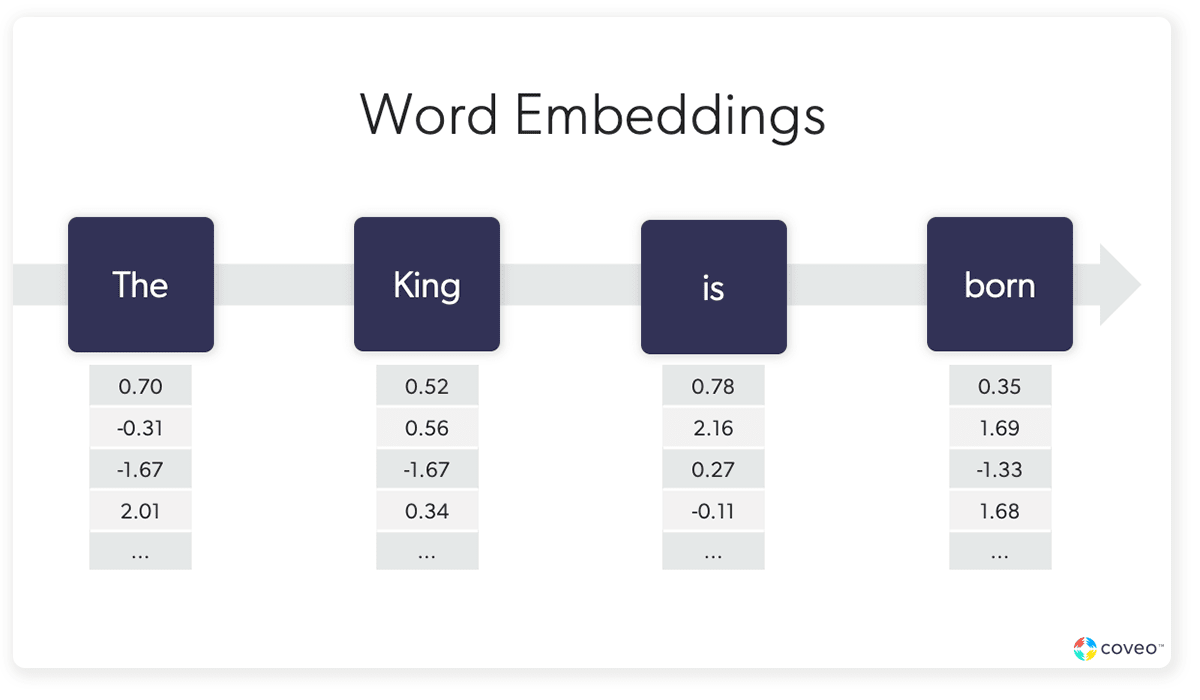 Word Embeddings
The King is born
0.70 0.52 0.78 0.35
-0.31 0.56 2.16 1.69
-1.67 -1.67 0.27 -1.33
2.01 0.34 -0.11 1.68
... ... ... ...
coveo™